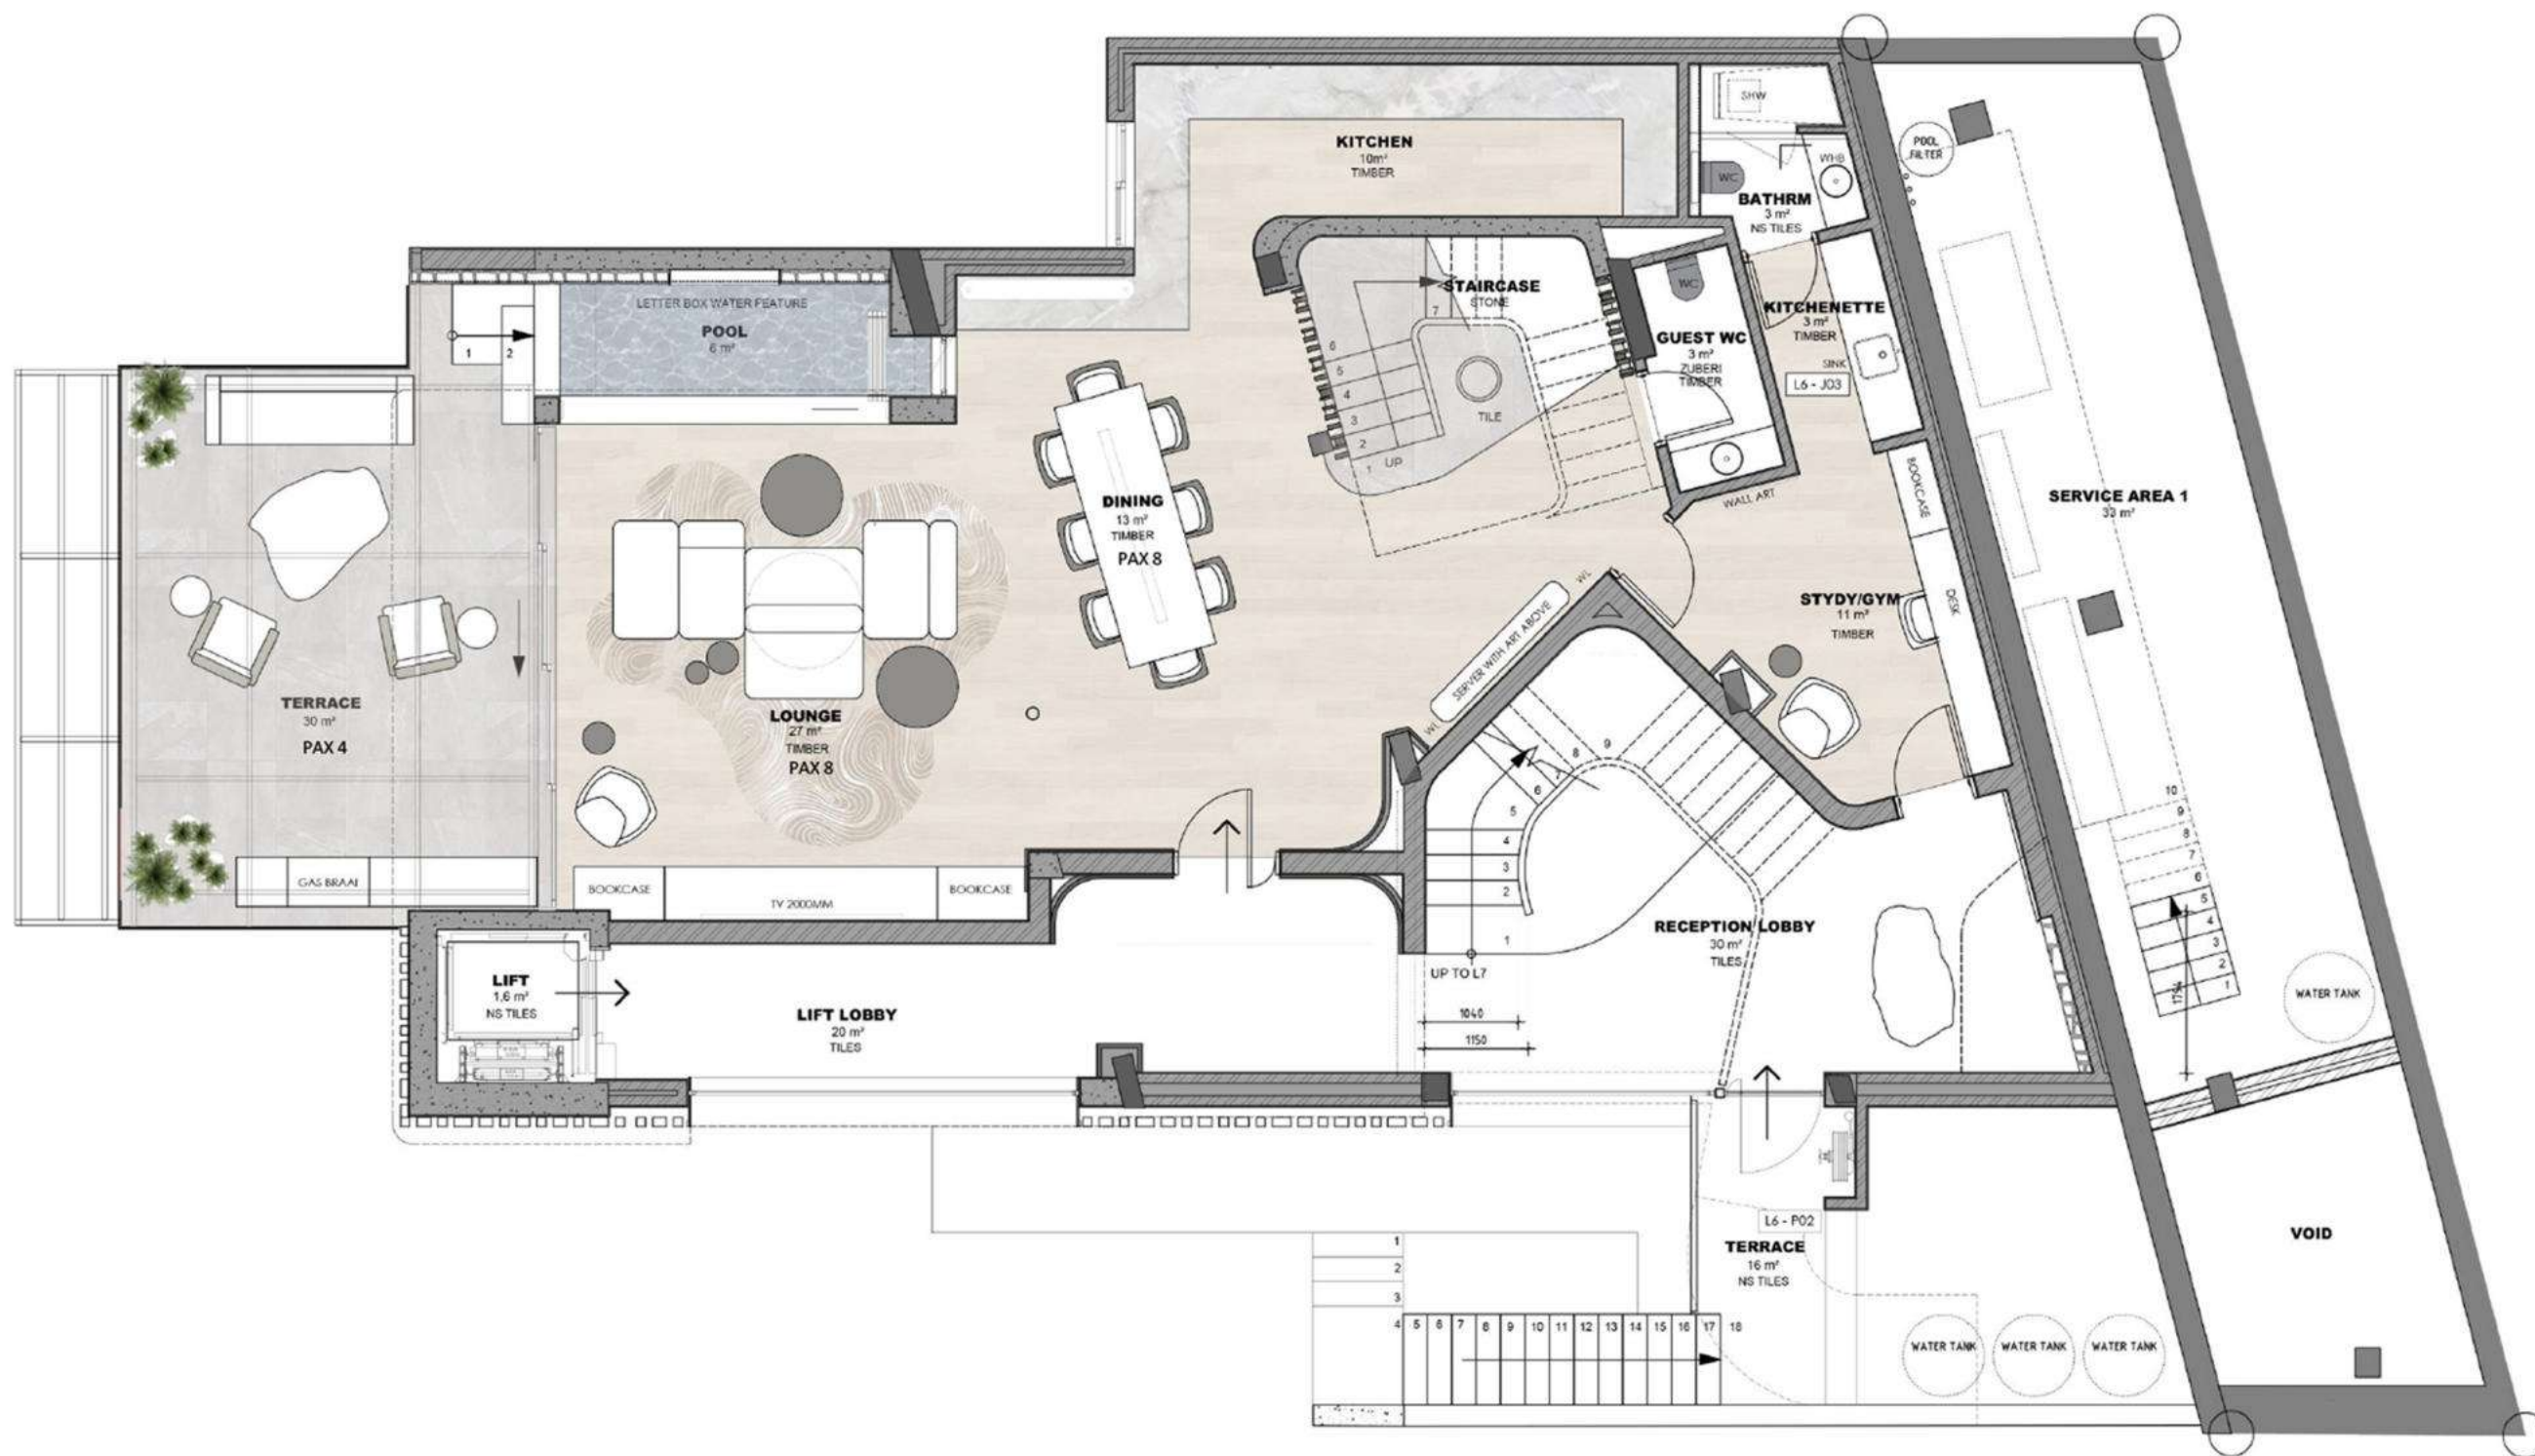 SHW
POOL
FILTER
KITCHEN
10m²
TIMBER
WHB
WC
BATHRM
3 m²
NS TILES
LETTER BOX WATER FEATURE
POOL
6 m²
1
2
STAIRCASE
STONE
7
6
5
4
3
2
1
UP
TILE
WC
GUEST WC
3 m²
ZUBERI
TIMBER
KITCHENETTE
3 m²
TIMBER
SINK
L6 - J03
WALL ART
BOOKCASE
DESK
SERVICE AREA 1
33 m²
DINING
13 m²
TIMBER
PAX 8
STYDY/GYM
11 m²
TIMBER
WL
SERVER WITH ART ABOVE
WL
TERRACE
30 m²
PAX 4
LOUNGE
27 m²
TIMBER
PAX 8
GAS BRAAI
BOOKCASE
TV 2000MM
BOOKCASE
9
8
7
6
5
4
3
2
1
UP TO L7
1040
1150
RECEPTION LOBBY
30 m²
TILES
10
9
8
7
6
5
4
3
2
1
1794
WATER TANK
LIFT
1,6 m²
NS TILES
LIFT LOBBY
20 m²
TILES
L6 - P02
TERRACE
16 m²
NS TILES
VOID
1
2
3
4 5 6 7 8 9 10 11 12 13 14 15 16 17 18
WATER TANK WATER TANK WATER TANK